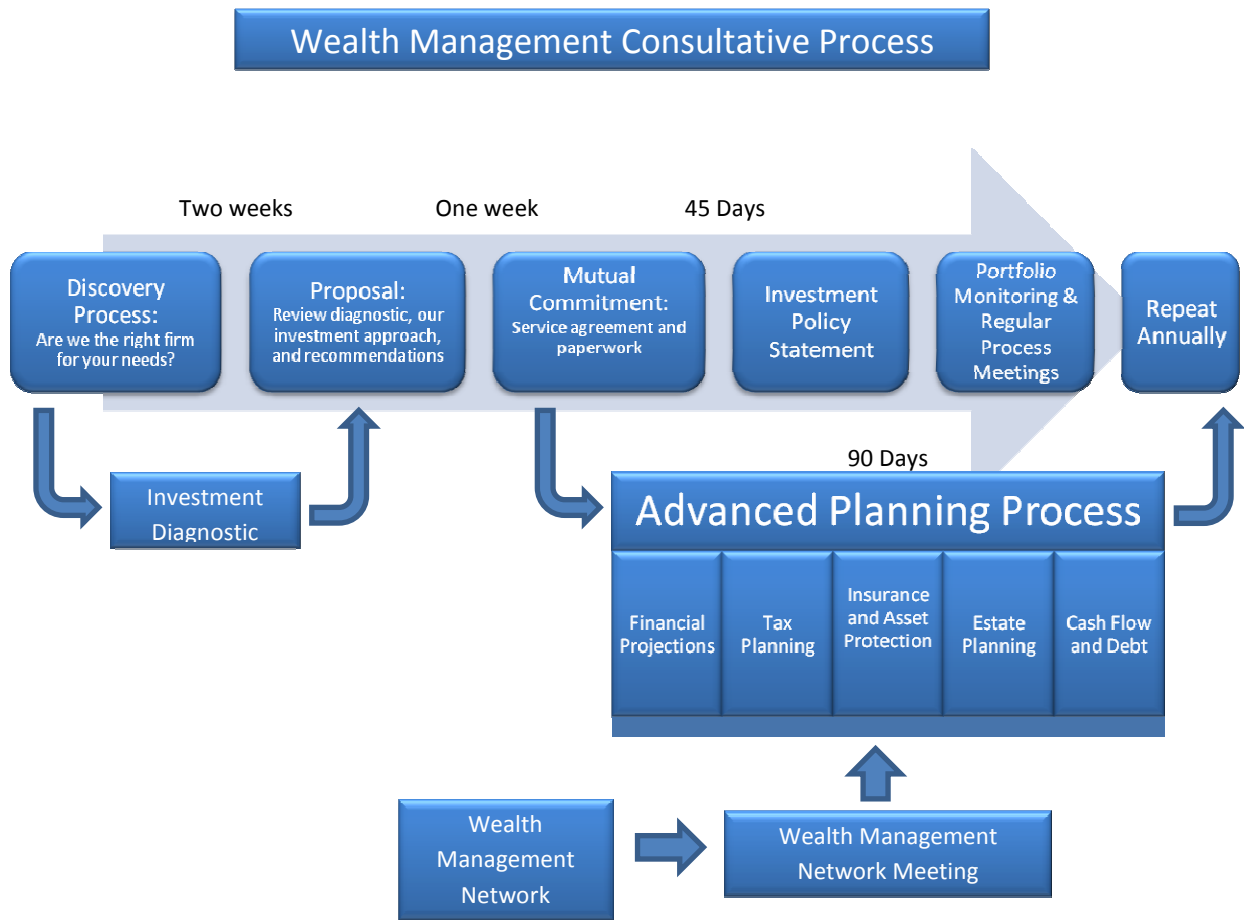 Wealth Management Consultative Process
Two weeks
One week
45 Days
Discovery
Process:
Are we the right firm
for your needs?
Proposal:
Review diagnostic, our
investment approach,
and recommendations
Mutual
Commitment:
Service agreement and
paperwork
Investment
Policy
Statement
Portfolio
Monitoring &
Regular
Process
Meetings
Repeat
Annually
Investment
Diagnostic
90 Days
Advanced Planning Process
Financial
Projections
Tax
Planning
Insurance
and Asset
Protection
Estate
Planning
Cash Flow
and Debt
Wealth
Management
Network
Wealth Management
Network Meeting